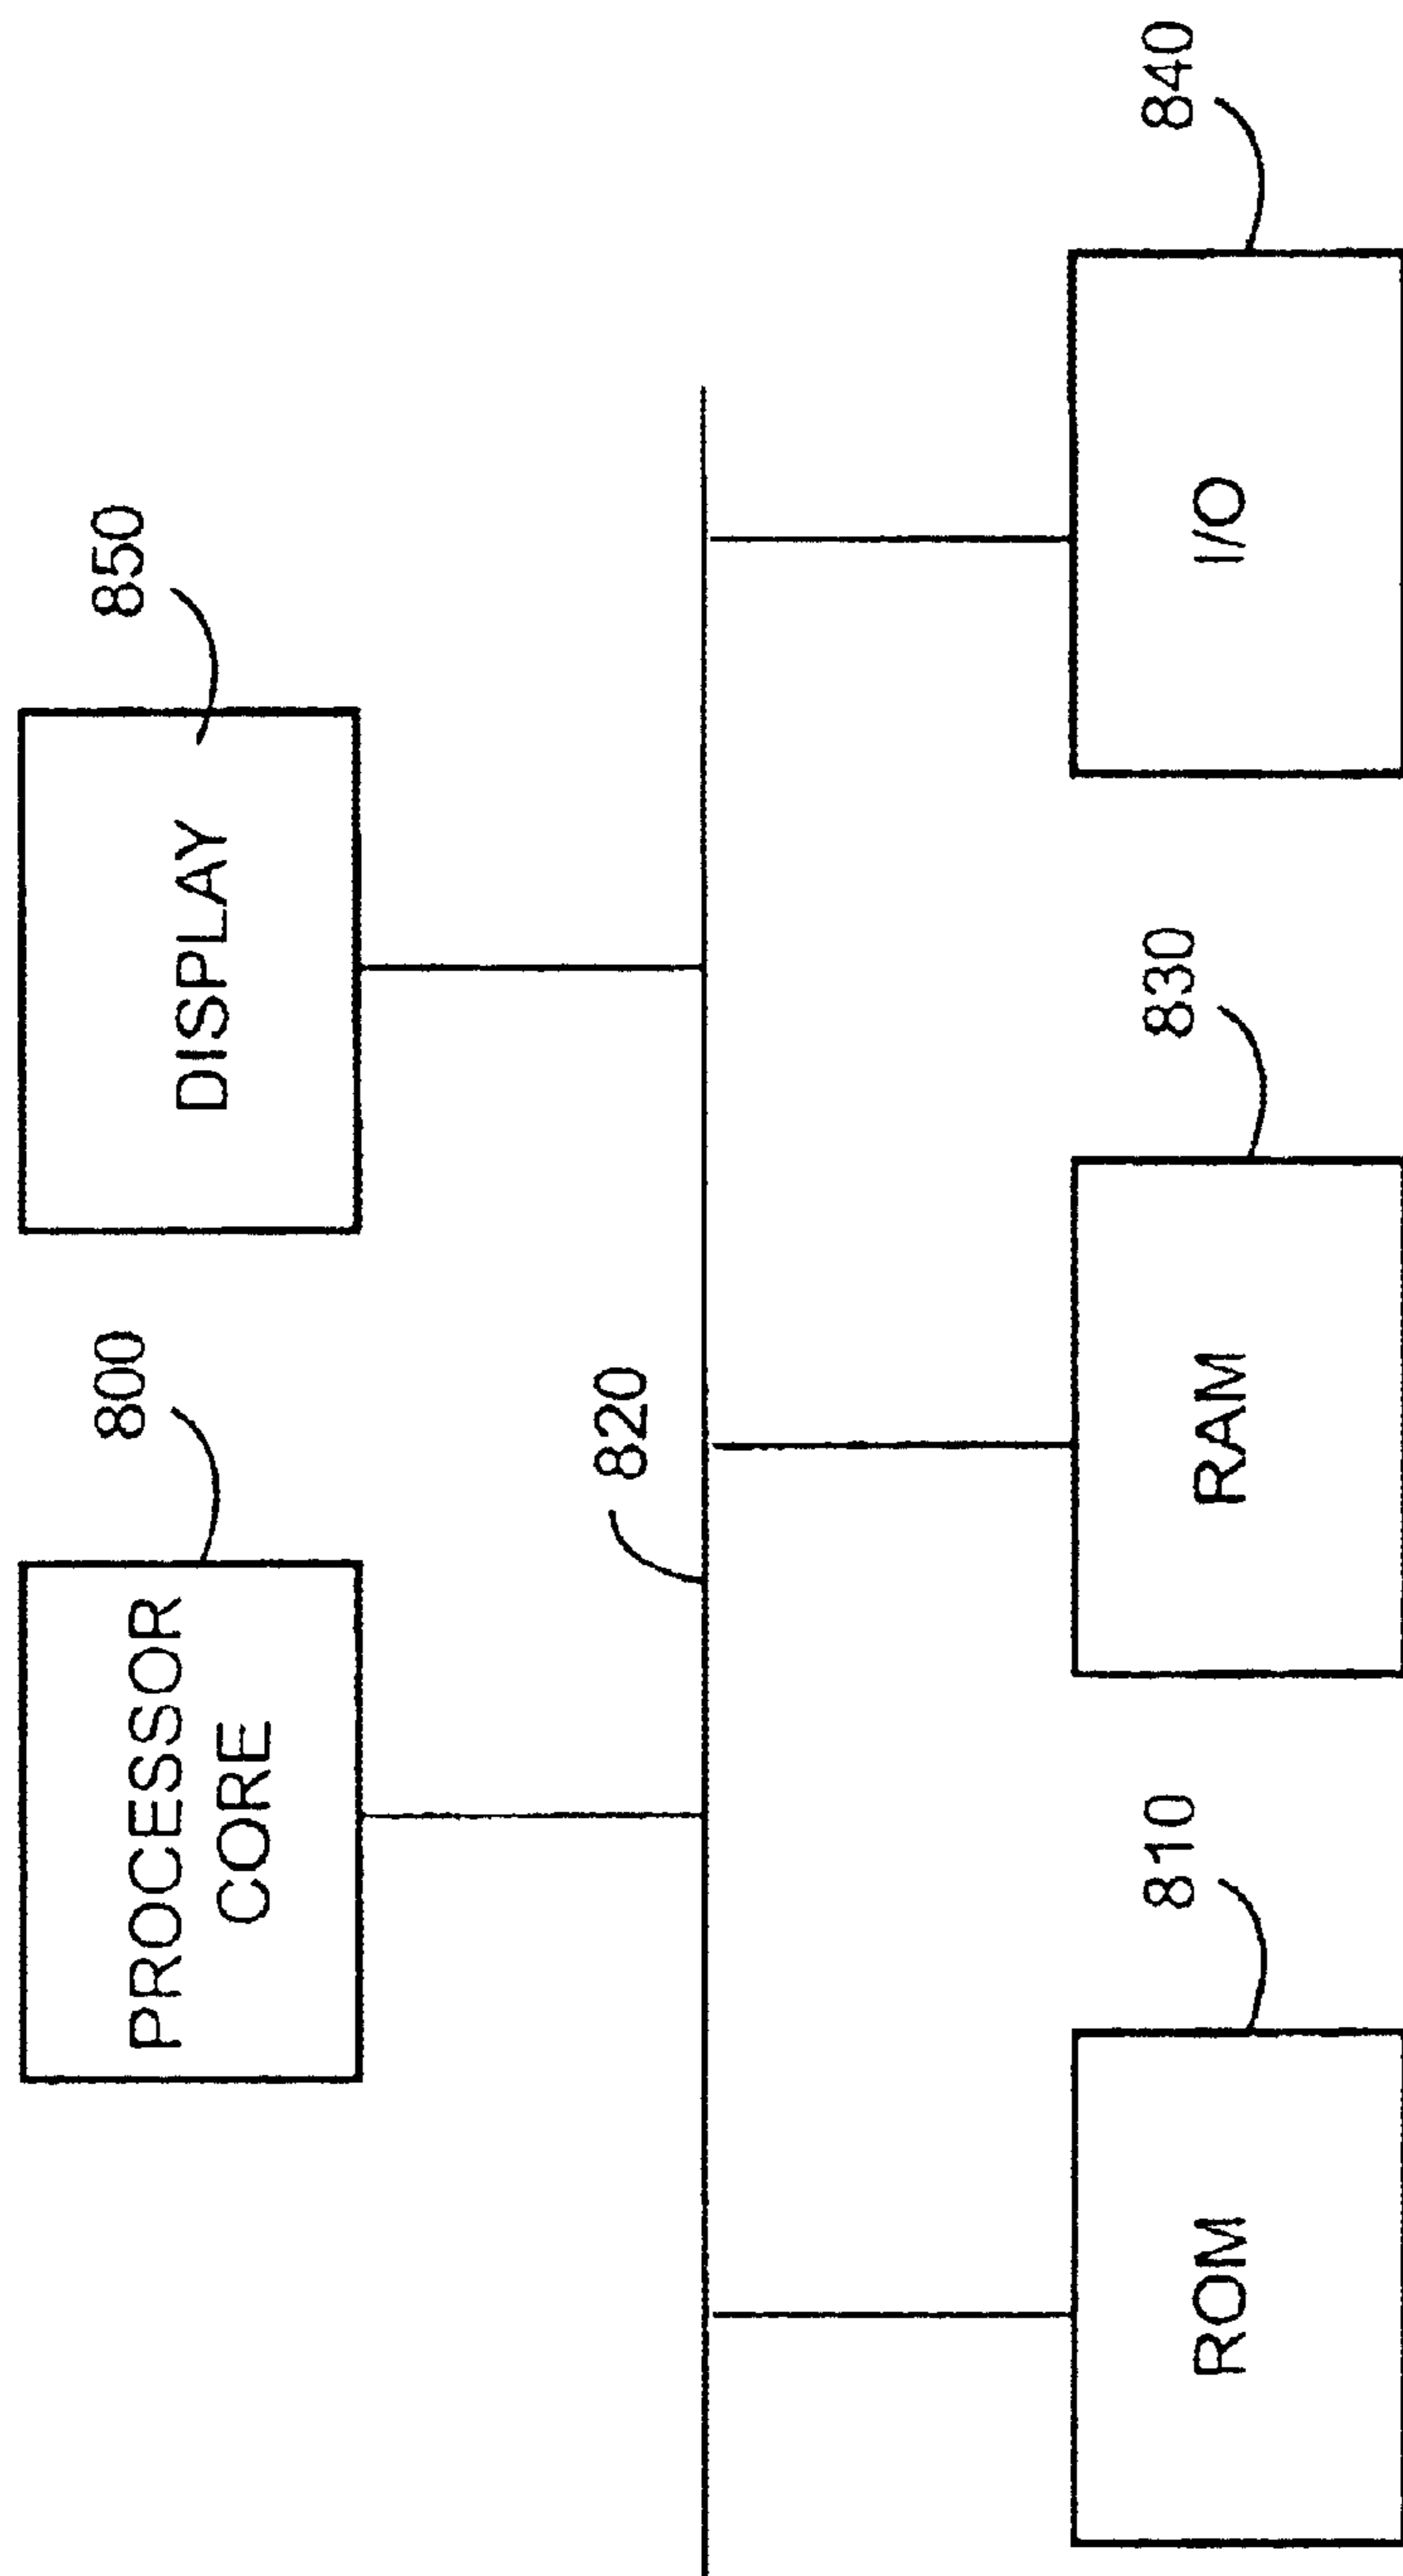 800
PROCESSOR
CORE
850
DISPLAY
820
810
ROM
830
RAM
840
I/O